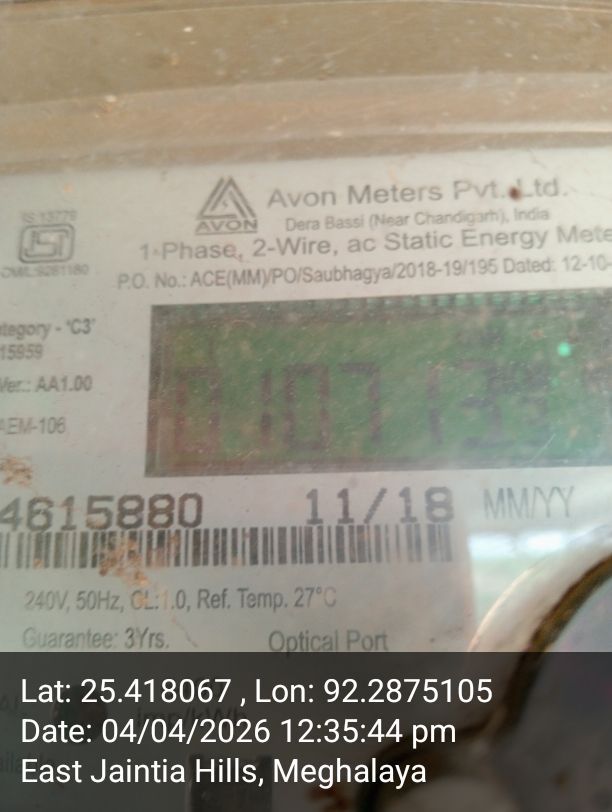 IS:13779
CM/L:9281180
AVON
Avon Meters Pvt. Ltd.
Dera Bassi (Near Chandigarh), India
1-Phase, 2-Wire, ac Static Energy Mete
P.O. No.: ACE(MM)/PO/Saubhagya/2018-19/195 Dated: 12-10-
ategory - 'C3'
15959
Ver.: AA1.00
AEM-106
4615880 11/18 MM/YY
240V, 50Hz, CL:1.0, Ref. Temp. 27°C
Guarantee: 3Yrs. Optical Port
Lat: 25.418067 , Lon: 92.2875105
Date: 04/04/2026 12:35:44 pm
East Jaintia Hills, Meghalaya